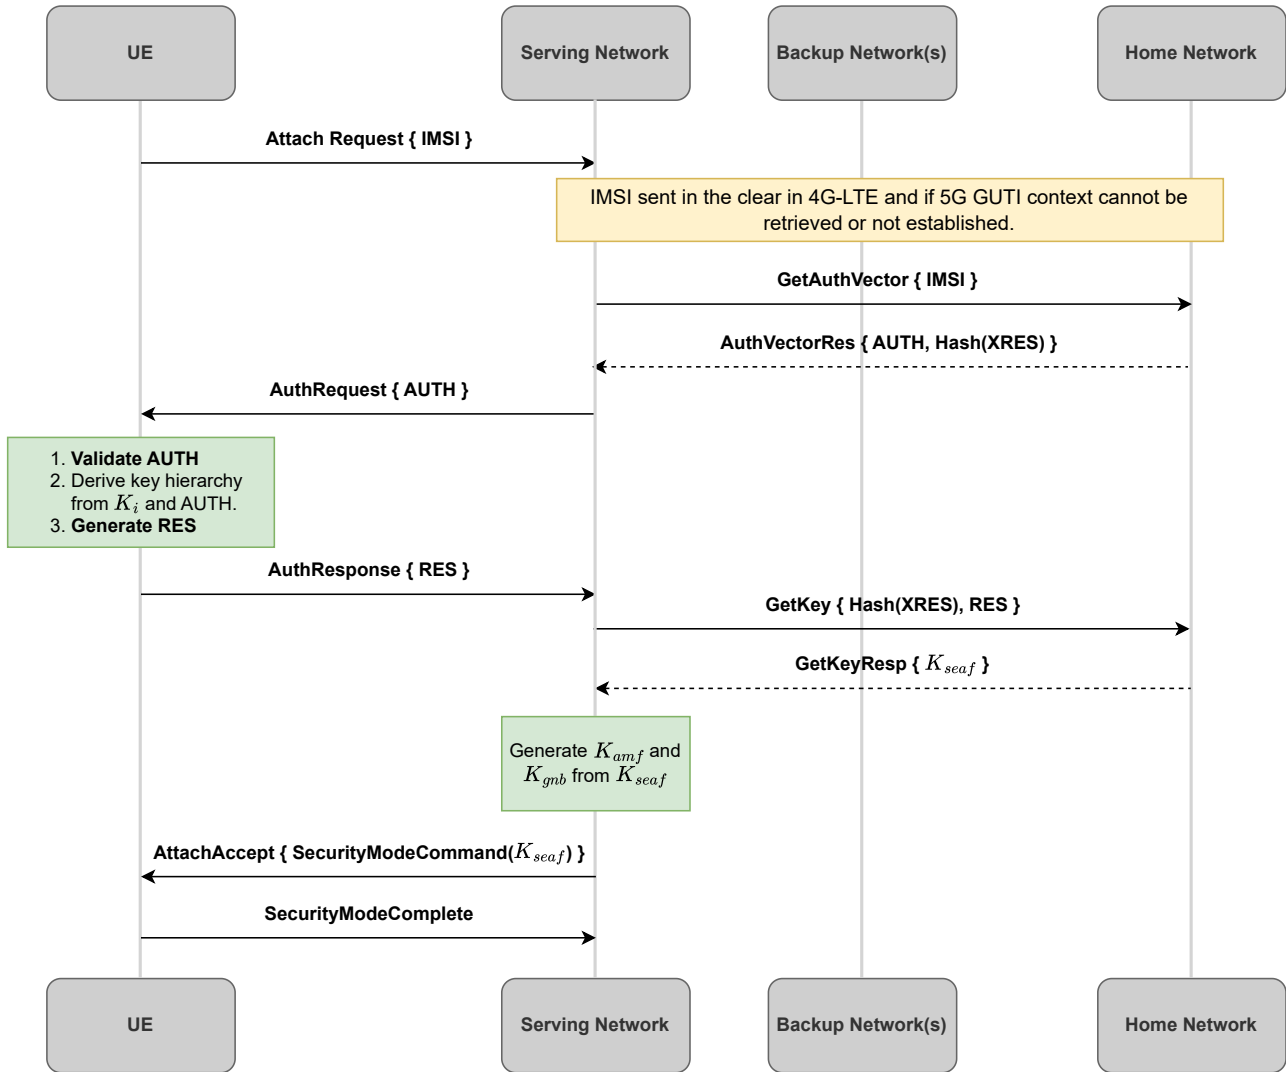 UE
Serving Network
Backup Network(s)
Home Network
Attach Request { IMSI }
IMSI sent in the clear in 4G-LTE and if 5G GUTI context cannot be
retrieved or not established.
GetAuthVector { IMSI }
AuthVectorRes { AUTH, Hash(XRES) }
AuthRequest { AUTH }
1. Validate AUTH
2. Derive key hierarchy
from K_i and AUTH.
3. Generate RES
AuthResponse { RES }
GetKey { Hash(XRES), RES }
GetKeyResp { K_seaf }
Generate K_amf and
K_gnb from K_seaf
AttachAccept { SecurityModeCommand(K_seaf) }
SecurityModeComplete
UE
Serving Network
Backup Network(s)
Home Network